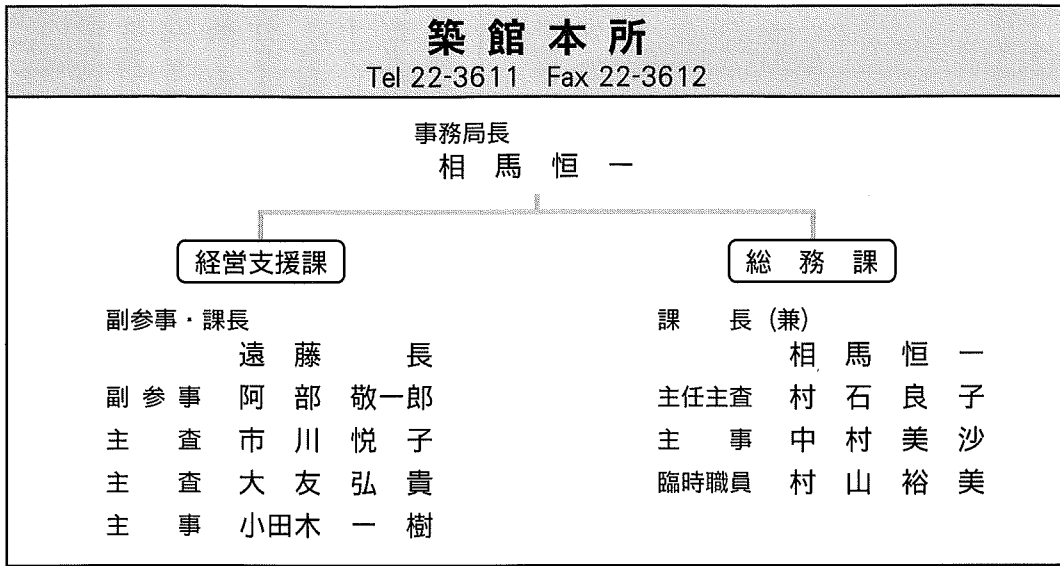 築館本所
Tel 22-3611 Fax 22-3612
事務局長
相馬恒一
経営支援課
副参事・課長
遠藤長
副参事 阿部敬一郎
主査 市川悦子
主査 大友弘貴
主事 小田木一樹
総務課
課長(兼)
相馬恒一
主任主査 村石良子
主事 中村美沙
臨時職員 村山裕美